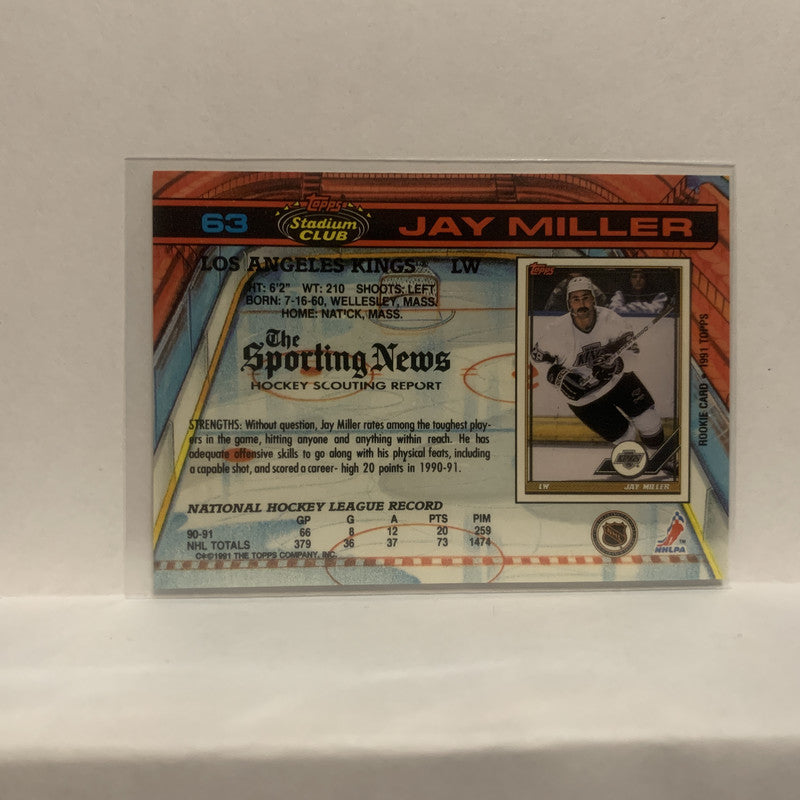 63
Topps
Stadium
CLUB
JAY MILLER
LOS ANGELES KINGS® LW
HT: 6'2" WT: 210 SHOOTS: LEFT
BORN: 7-16-60, WELLESLEY, MASS.
HOME: NATICK, MASS.
The
Sporting News
HOCKEY SCOUTING REPORT
STRENGTHS: Without question, Jay Miller rates among the toughest play-
ers in the game, hitting anyone and anything within reach. He has
adequate offensive skills to go along with his physical feats, including
a capable shot, and scored a career- high 20 points in 1990-91.
NATIONAL HOCKEY LEAGUE RECORD
GP G A PTS PIM
90-91 66 8 12 20 259
NHL TOTALS 379 36 37 73 1474
©1991 THE TOPPS COMPANY, INC.
Topps
LW JAY MILLER
ROOKIE CARD • 1991 TOPPS
NHL
NHLPA™